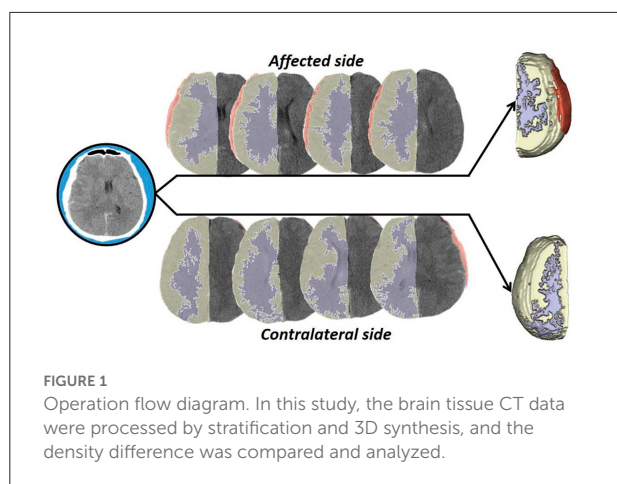 Affected side
Contralateral side
FIGURE 1
Operation flow diagram. In this study, the brain tissue CT data
were processed by stratification and 3D synthesis, and the
density difference was compared and analyzed.